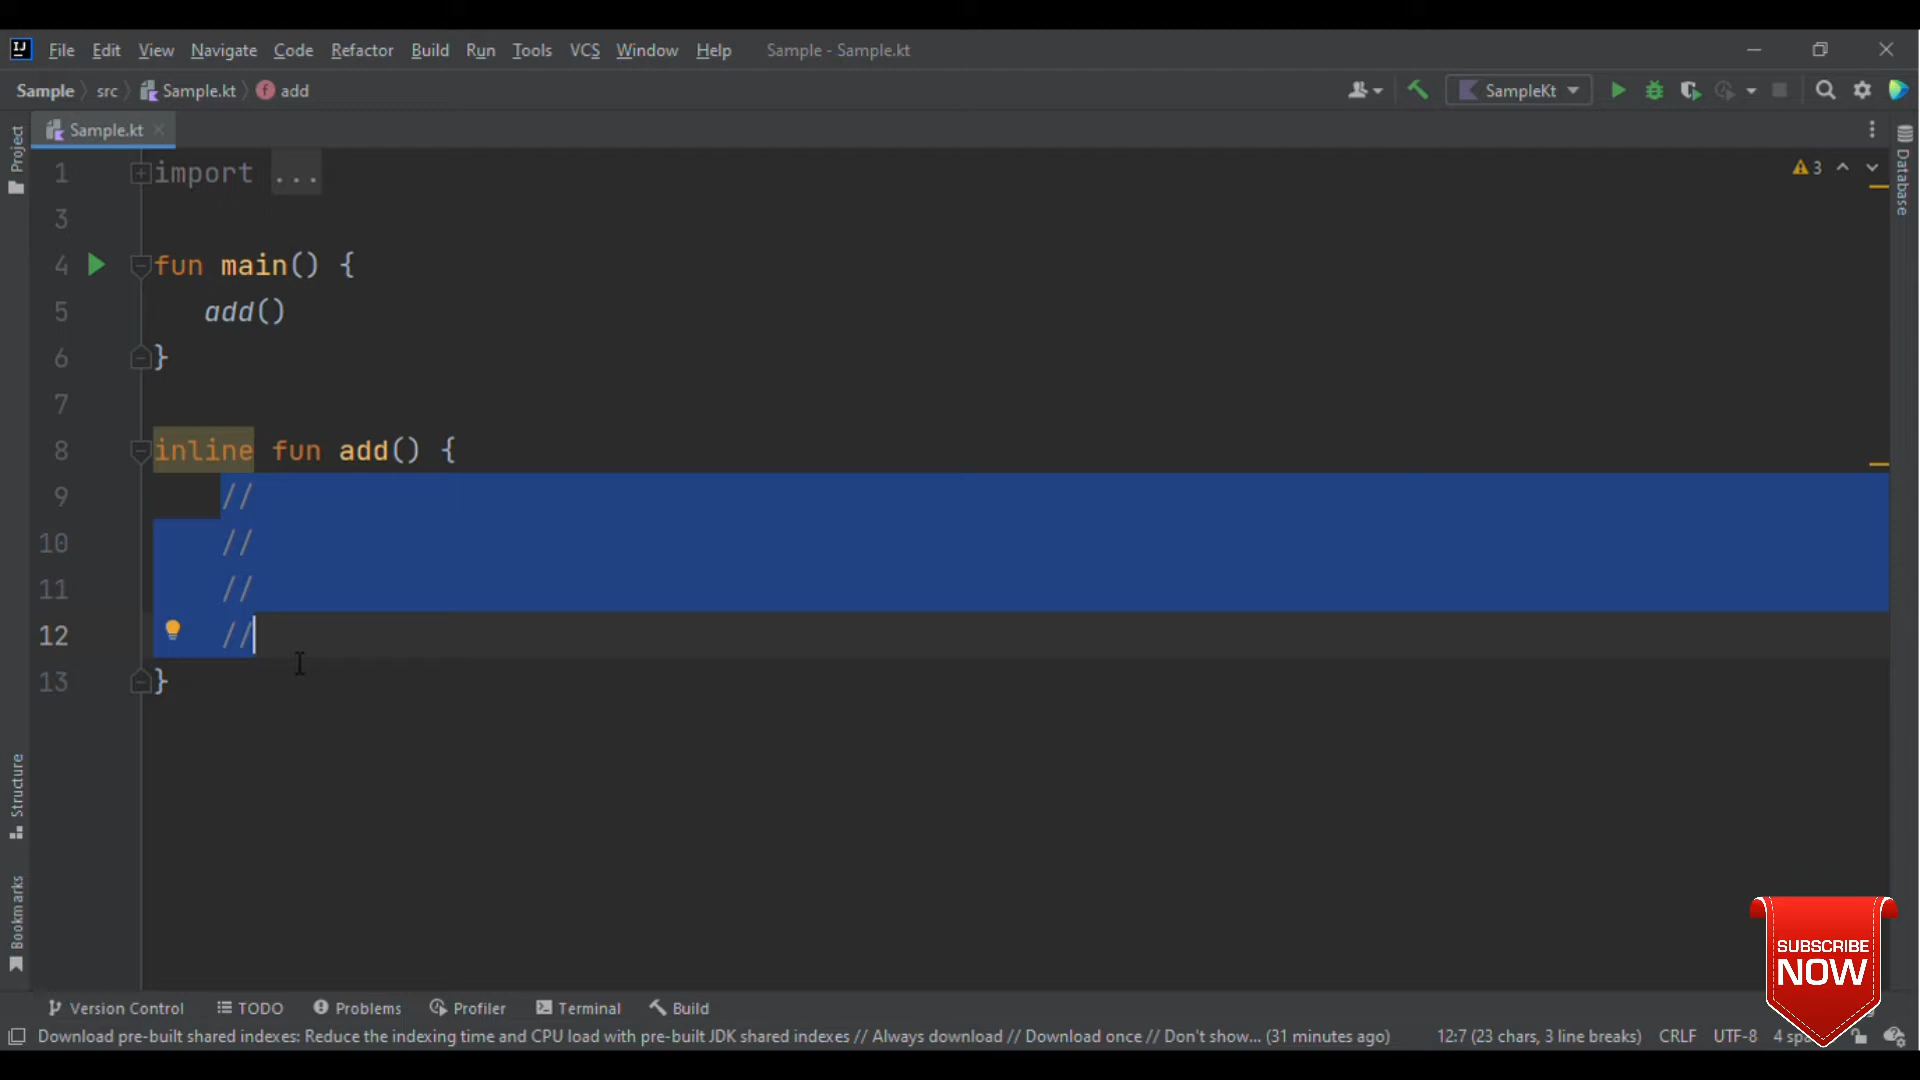 IJ File Edit View Navigate Code Refactor Build Run Tools VCS Window Help Sample - Sample.kt
Sample src Sample.kt f add SampleKt
Sample.kt
Project
Database
1 import ...
3
4 fun main() {
5 add()
6 }
7
8 inline fun add() {
9 //
10 //
11 //
12 //
13 }
3
Structure
Bookmarks
SUBSCRIBE
NOW
Version Control TODO Problems Profiler Terminal Build
Download pre-built shared indexes: Reduce the indexing time and CPU load with pre-built JDK shared indexes // Always download // Download once // Don't show... (31 minutes ago) 12:7 (23 chars, 3 line breaks) CRLF UTF-8 4